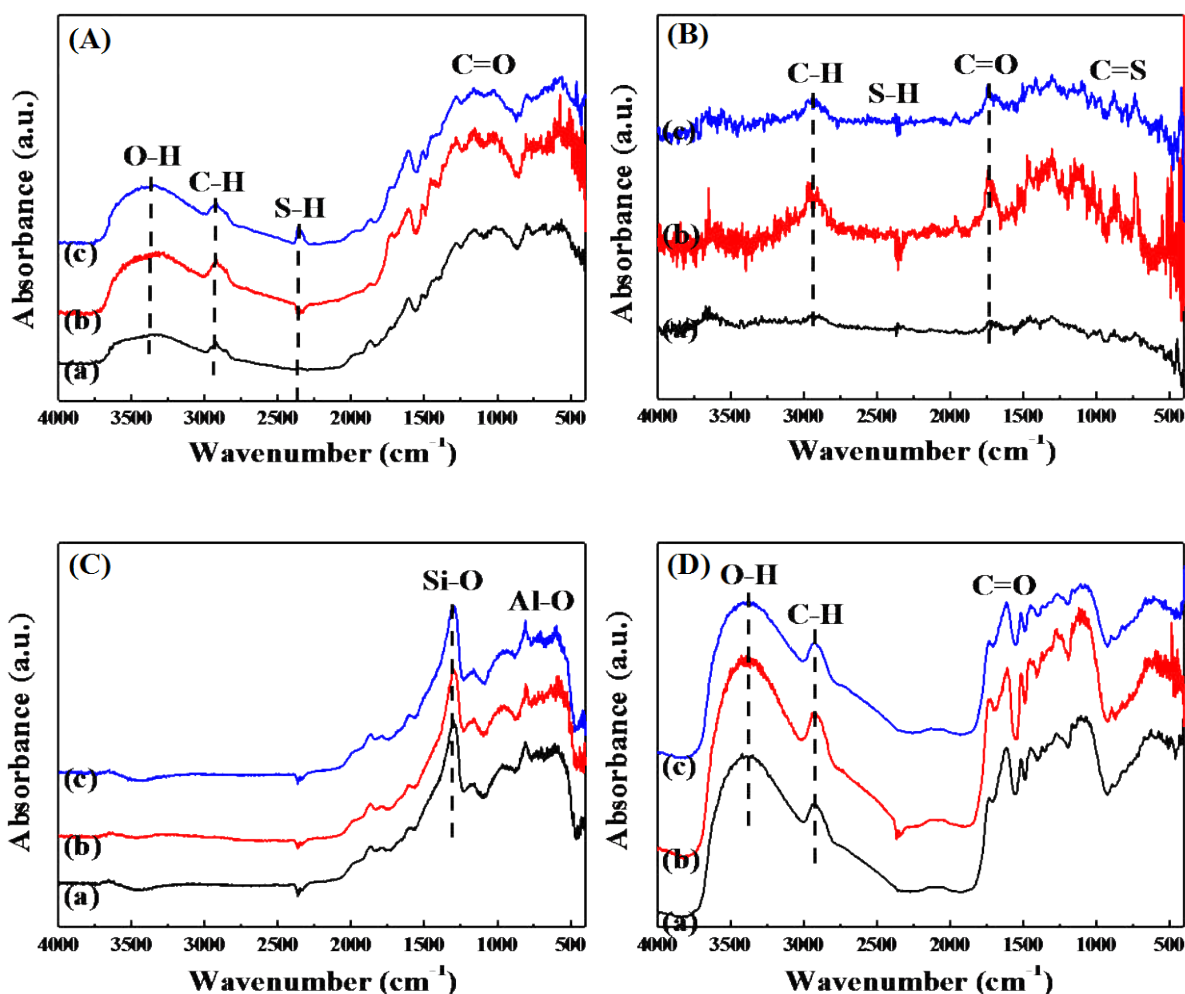 (A)
C=O
O-H
C-H
S-H
(c)
(b)
(a)
Absorbance (a.u.)
4000 3500 3000 2500 2000 1500 1000 500
Wavenumber (cm⁻¹)
(B)
C-H
S-H
C=O
C=S
(c)
(b)
(a)
Absorbance (a.u.)
4000 3500 3000 2500 2000 1500 1000 500
Wavenumber (cm⁻¹)
(C)
Si-O
Al-O
(c)
(b)
(a)
Absorbance (a.u.)
4000 3500 3000 2500 2000 1500 1000 500
Wavenumber (cm⁻¹)
(D)
O-H
C-H
C=O
(c)
(b)
(a)
Absorbance (a.u.)
4000 3500 3000 2500 2000 1500 1000 500
Wavenumber (cm⁻¹)